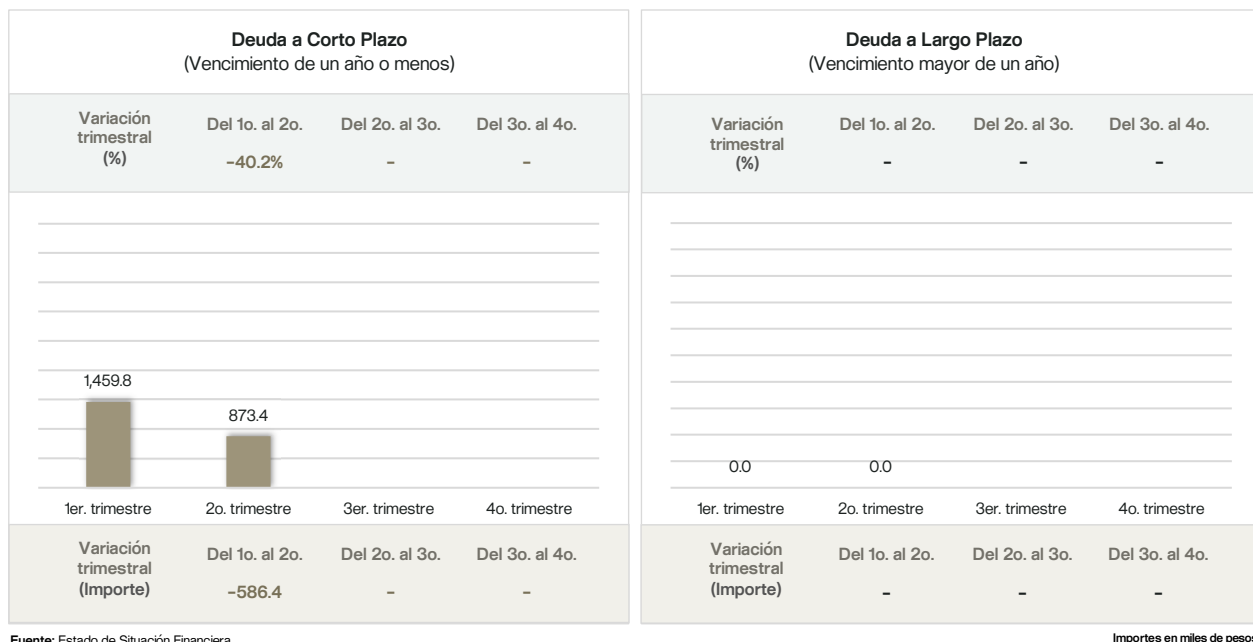 Deuda a Corto Plazo
(Vencimiento de un año o menos)
Variación trimestral (%)
Del 1o. al 2o.
Del 2o. al 3o.
Del 3o. al 4o.
-40.2%
-
-
1,459.8
873.4
1er. trimestre
2o. trimestre
3er. trimestre
4o. trimestre
Variación trimestral (Importe)
Del 1o. al 2o.
Del 2o. al 3o.
Del 3o. al 4o.
-586.4
-
-
Deuda a Largo Plazo
(Vencimiento mayor de un año)
Variación trimestral (%)
Del 1o. al 2o.
Del 2o. al 3o.
Del 3o. al 4o.
-
-
-
0.0
0.0
1er. trimestre
2o. trimestre
3er. trimestre
4o. trimestre
Variación trimestral (Importe)
Del 1o. al 2o.
Del 2o. al 3o.
Del 3o. al 4o.
-
-
-
Fuente: Estado de Situación Financiera
Importes en miles de pesos